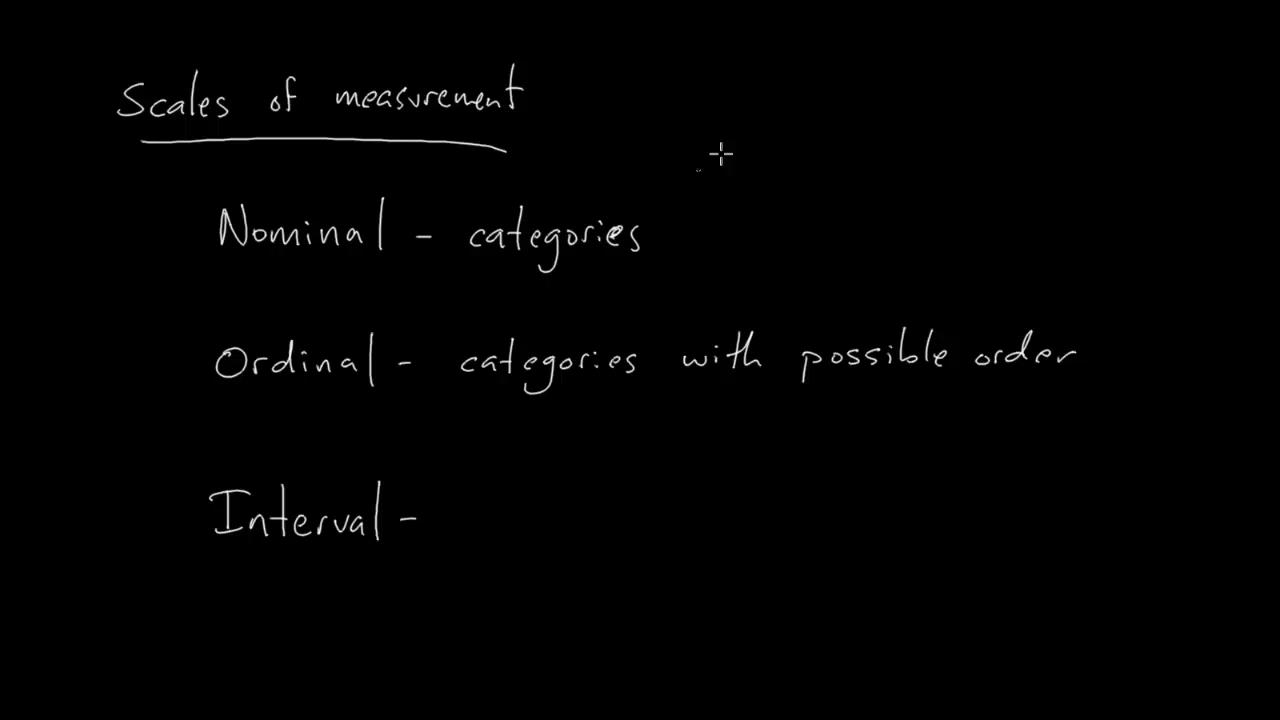 Scales of measurement
Nominal - categories
Ordinal - categories with possible order
Interval -